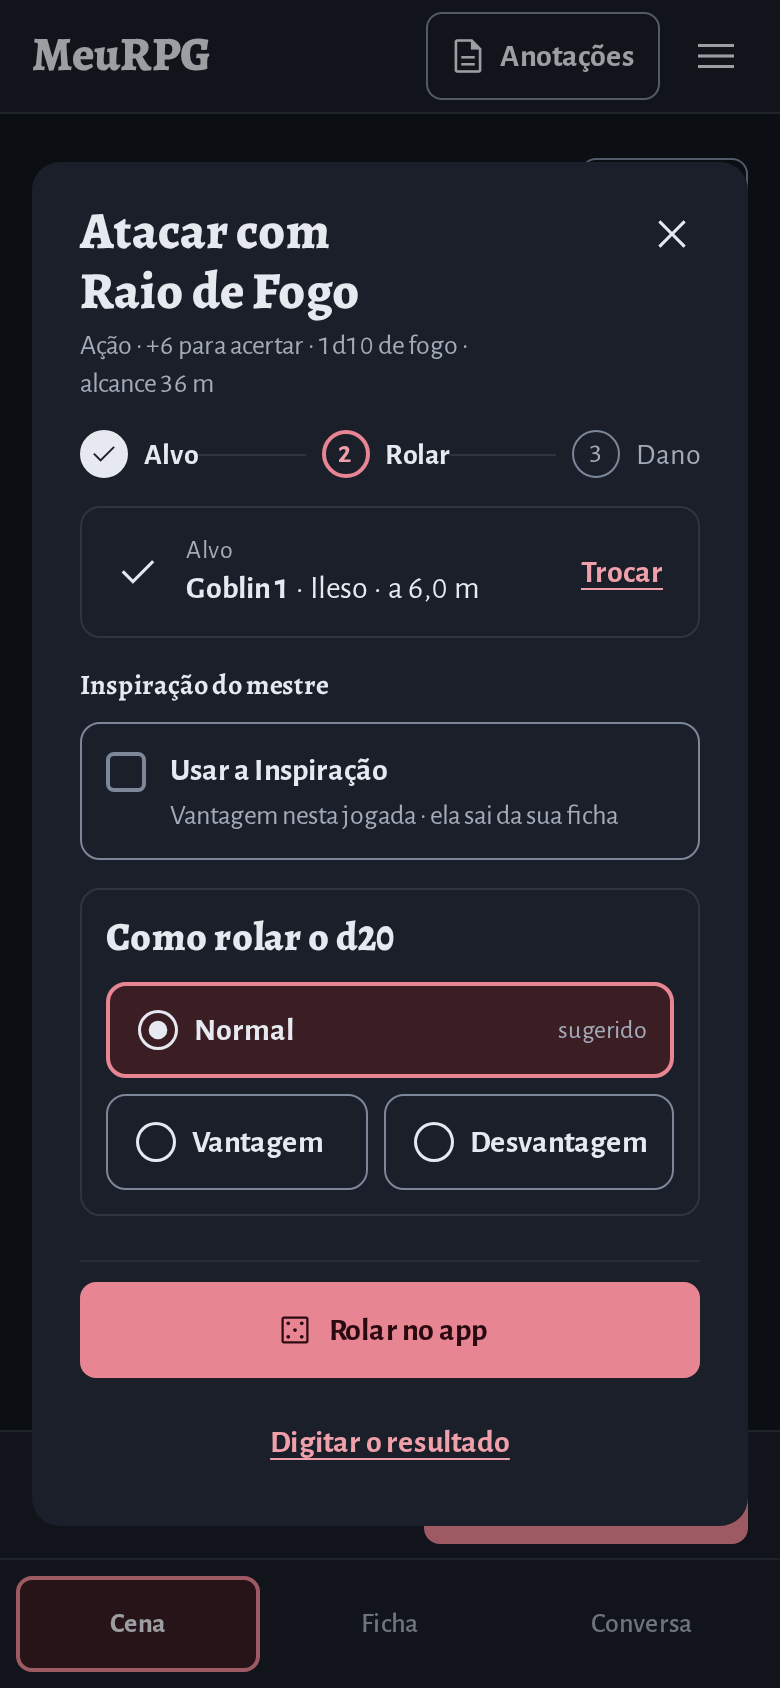 MeuRPG
Anotações
Atacar com
Raio de Fogo
Ação · +6 para acertar · 1d10 de fogo ·
alcance 36 m
Alvo
2 Rolar
3 Dano
Alvo
Goblin 1 · Ileso · a 6,0 m
Trocar
Inspiração do mestre
Usar a Inspiração
Vantagem nesta jogada · ela sai da sua ficha
Como rolar o d20
Normal
sugerido
Vantagem
Desvantagem
Rolar no app
Digitar o resultado
Cena
Ficha
Conversa